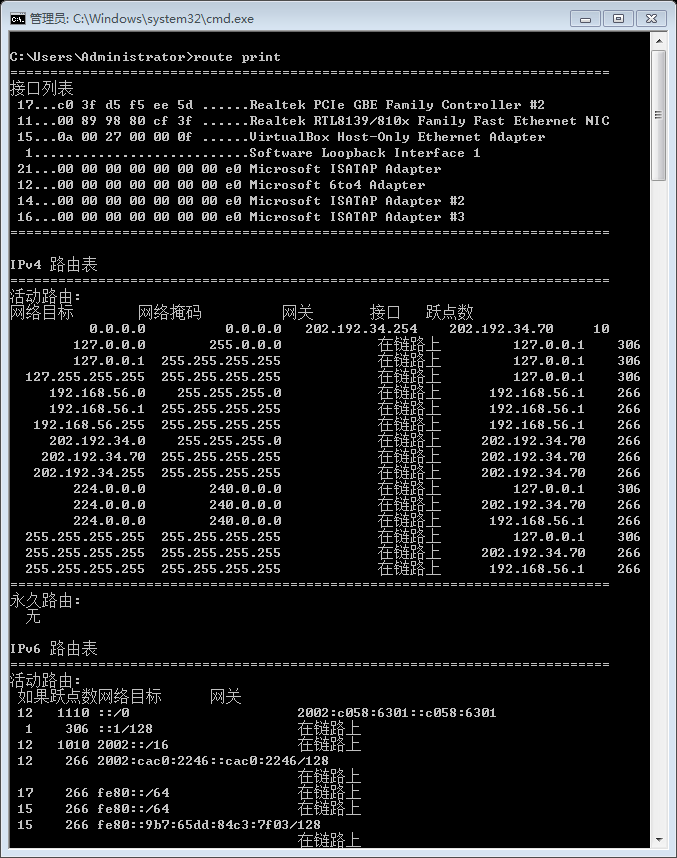 管理员: C:\Windows\system32\cmd.exe
C:\Users\Administrator>route print
===========================================================================
接口列表
17...c0 3f d5 f5 ee 5d ......Realtek PCIe GBE Family Controller #2
11...00 89 98 80 cf 3f ......Realtek RTL8139/810x Family Fast Ethernet NIC
15...0a 00 27 00 00 0f ......VirtualBox Host-Only Ethernet Adapter
1...........................Software Loopback Interface 1
21...00 00 00 00 00 00 00 e0 Microsoft ISATAP Adapter
12...00 00 00 00 00 00 00 e0 Microsoft 6to4 Adapter
14...00 00 00 00 00 00 00 e0 Microsoft ISATAP Adapter #2
16...00 00 00 00 00 00 00 e0 Microsoft ISATAP Adapter #3
===========================================================================
IPv4 路由表
===========================================================================
活动路由:
网络目标 网络掩码 网关 接口 跃点数
0.0.0.0 0.0.0.0 202.192.34.254 202.192.34.70 10
127.0.0.0 255.0.0.0 在链路上 127.0.0.1 306
127.0.0.1 255.255.255.255 在链路上 127.0.0.1 306
127.255.255.255 255.255.255.255 在链路上 127.0.0.1 306
192.168.56.0 255.255.255.0 在链路上 192.168.56.1 266
192.168.56.1 255.255.255.255 在链路上 192.168.56.1 266
192.168.56.255 255.255.255.255 在链路上 192.168.56.1 266
202.192.34.0 255.255.255.0 在链路上 202.192.34.70 266
202.192.34.70 255.255.255.255 在链路上 202.192.34.70 266
202.192.34.255 255.255.255.255 在链路上 202.192.34.70 266
224.0.0.0 240.0.0.0 在链路上 127.0.0.1 306
224.0.0.0 240.0.0.0 在链路上 202.192.34.70 266
224.0.0.0 240.0.0.0 在链路上 192.168.56.1 266
255.255.255.255 255.255.255.255 在链路上 127.0.0.1 306
255.255.255.255 255.255.255.255 在链路上 202.192.34.70 266
255.255.255.255 255.255.255.255 在链路上 192.168.56.1 266
===========================================================================
永久路由:
无
IPv6 路由表
===========================================================================
活动路由:
如果跃点数网络目标 网关
12 1110 ::/0 2002:c058:6301::c058:6301
1 306 ::1/128 在链路上
12 1010 2002::/16 在链路上
12 266 2002:cac0:2246::cac0:2246/128
在链路上
17 266 fe80::/64 在链路上
15 266 fe80::/64 在链路上
15 266 fe80::9b7:65dd:84c3:7f03/128
在链路上